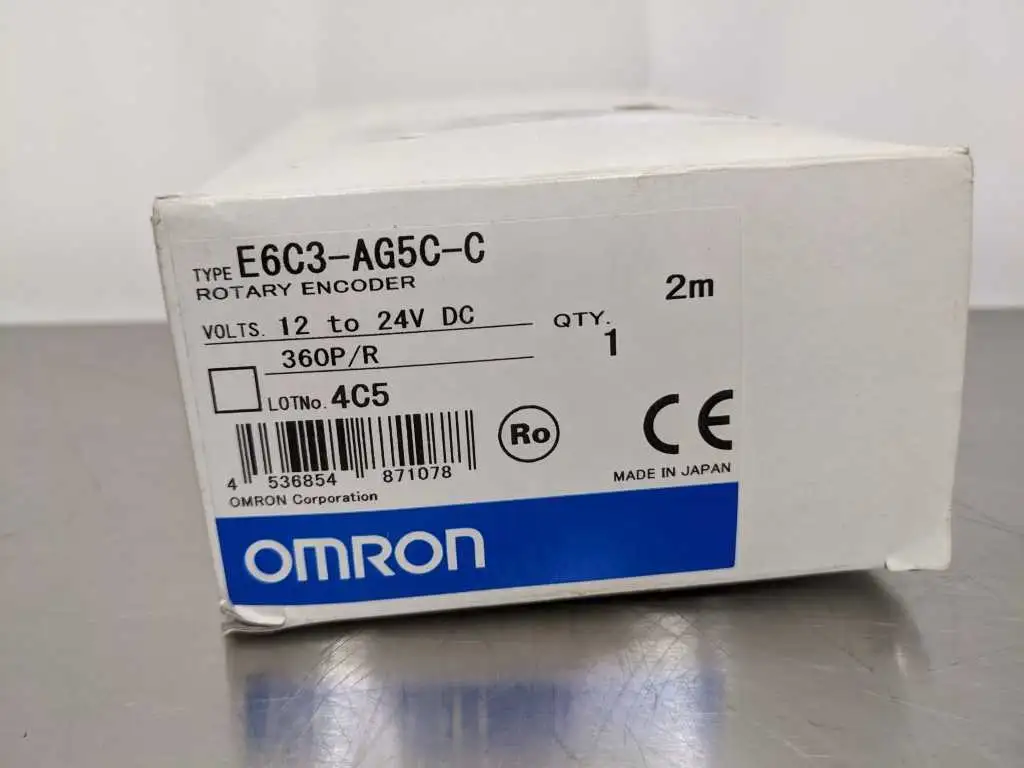 TYPE E6C3-AG5C-C
ROTARY ENCODER
2m
VOLTS. 12 to 24V DC
QTY. 1
360P/R
LOTNo. 4C5
Ro
CE
4 536854 871078
MADE IN JAPAN
OMRON Corporation
OMRON